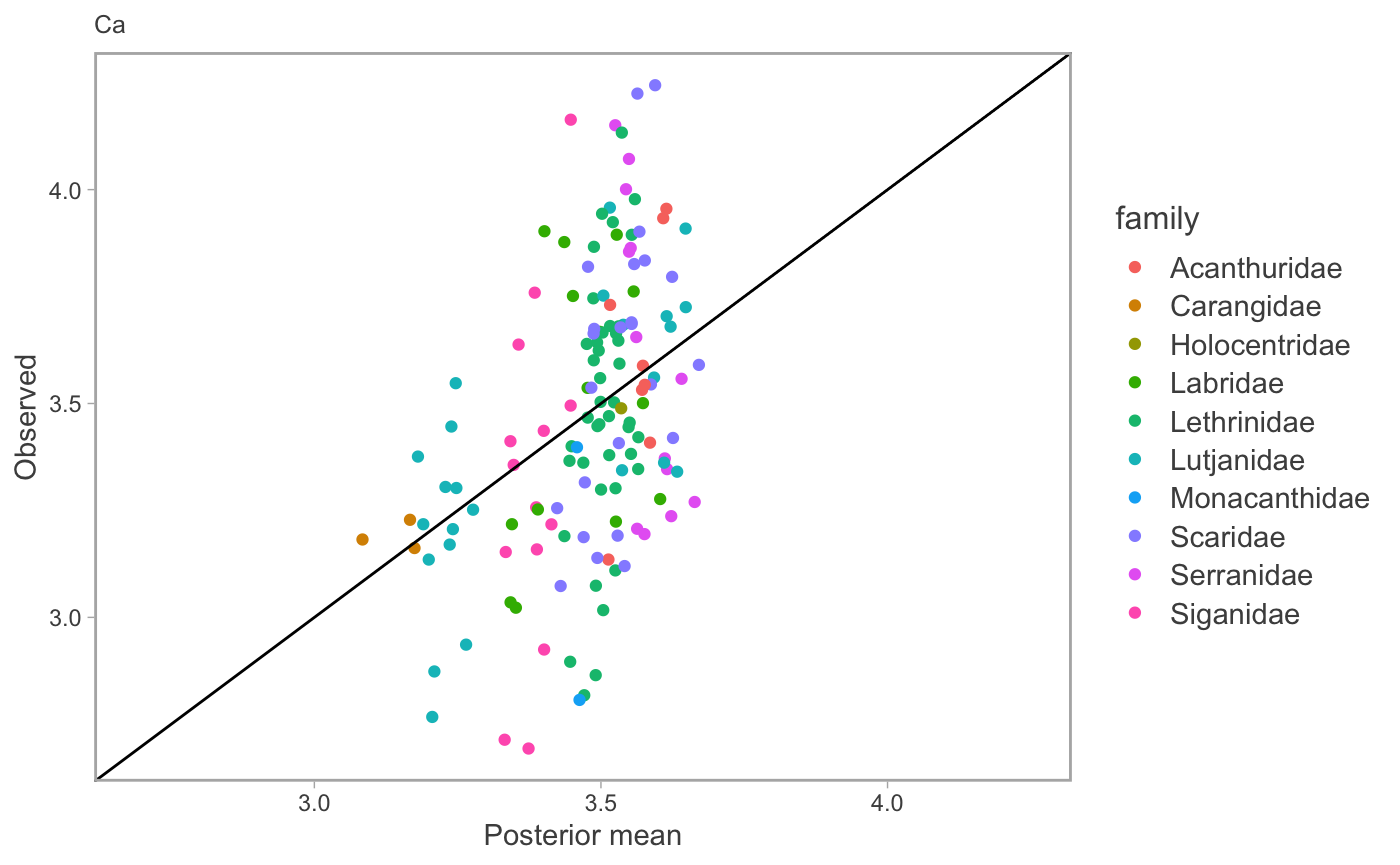 Ca
Observed
4.0
3.5
3.0
3.0
3.5
4.0
Posterior mean
family
Acanthuridae
Carangidae
Holocentridae
Labridae
Lethrinidae
Lutjanidae
Monacanthidae
Scaridae
Serranidae
Siganidae